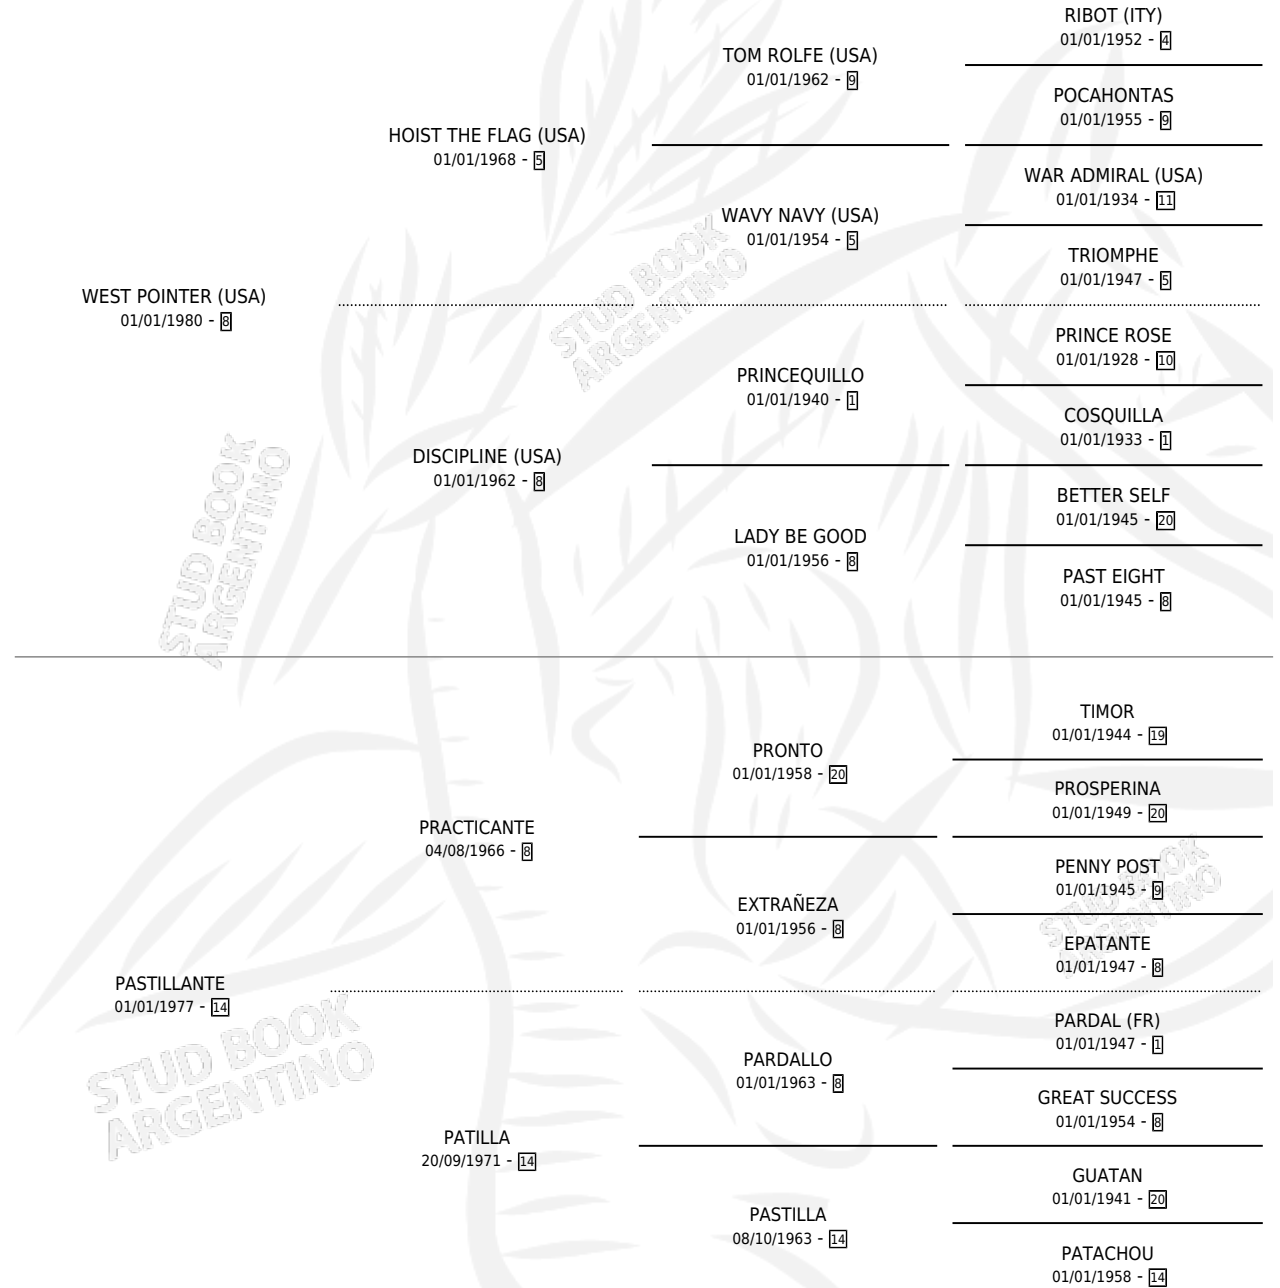 RIBOT (ITY)
01/01/1952 - 4
TOM ROLFE (USA)
01/01/1962 - 9
POCAHONTAS
01/01/1955 - 9
HOIST THE FLAG (USA)
01/01/1968 - 5
WAR ADMIRAL (USA)
01/01/1934 - 11
WAVY NAVY (USA)
01/01/1954 - 5
TRIOMPHE
01/01/1947 - 5
WEST POINTER (USA)
01/01/1980 - 8
STUD BOOK
ARGENTINO
PRINCE ROSE
01/01/1928 - 10
PRINCEQUILLO
01/01/1940 - 1
COSQUILLA
01/01/1933 - 1
DISCIPLINE (USA)
01/01/1962 - 8
BETTER SELF
01/01/1945 - 20
LADY BE GOOD
01/01/1956 - 8
PAST EIGHT
01/01/1945 - 8
STUD BOOK
ARGENTINO
TIMOR
01/01/1944 - 19
PRONTO
01/01/1958 - 20
PROSPERINA
01/01/1949 - 20
PRACTICANTE
04/08/1966 - 8
PENNY POST
01/01/1945 - 9
EXTRAÑEZA
01/01/1956 - 8
EPATANTE
01/01/1947 - 8
STUD BOOK
ARGENTINO
PASTILLANTE
01/01/1977 - 14
PARDAL (FR)
01/01/1947 - 1
PARDALLO
01/01/1963 - 8
GREAT SUCCESS
01/01/1954 - 8
STUD BOOK
ARGENTINO
PATILLA
20/09/1971 - 14
GUATAN
01/01/1941 - 20
PASTILLA
08/10/1963 - 14
PATACHOU
01/01/1958 - 14